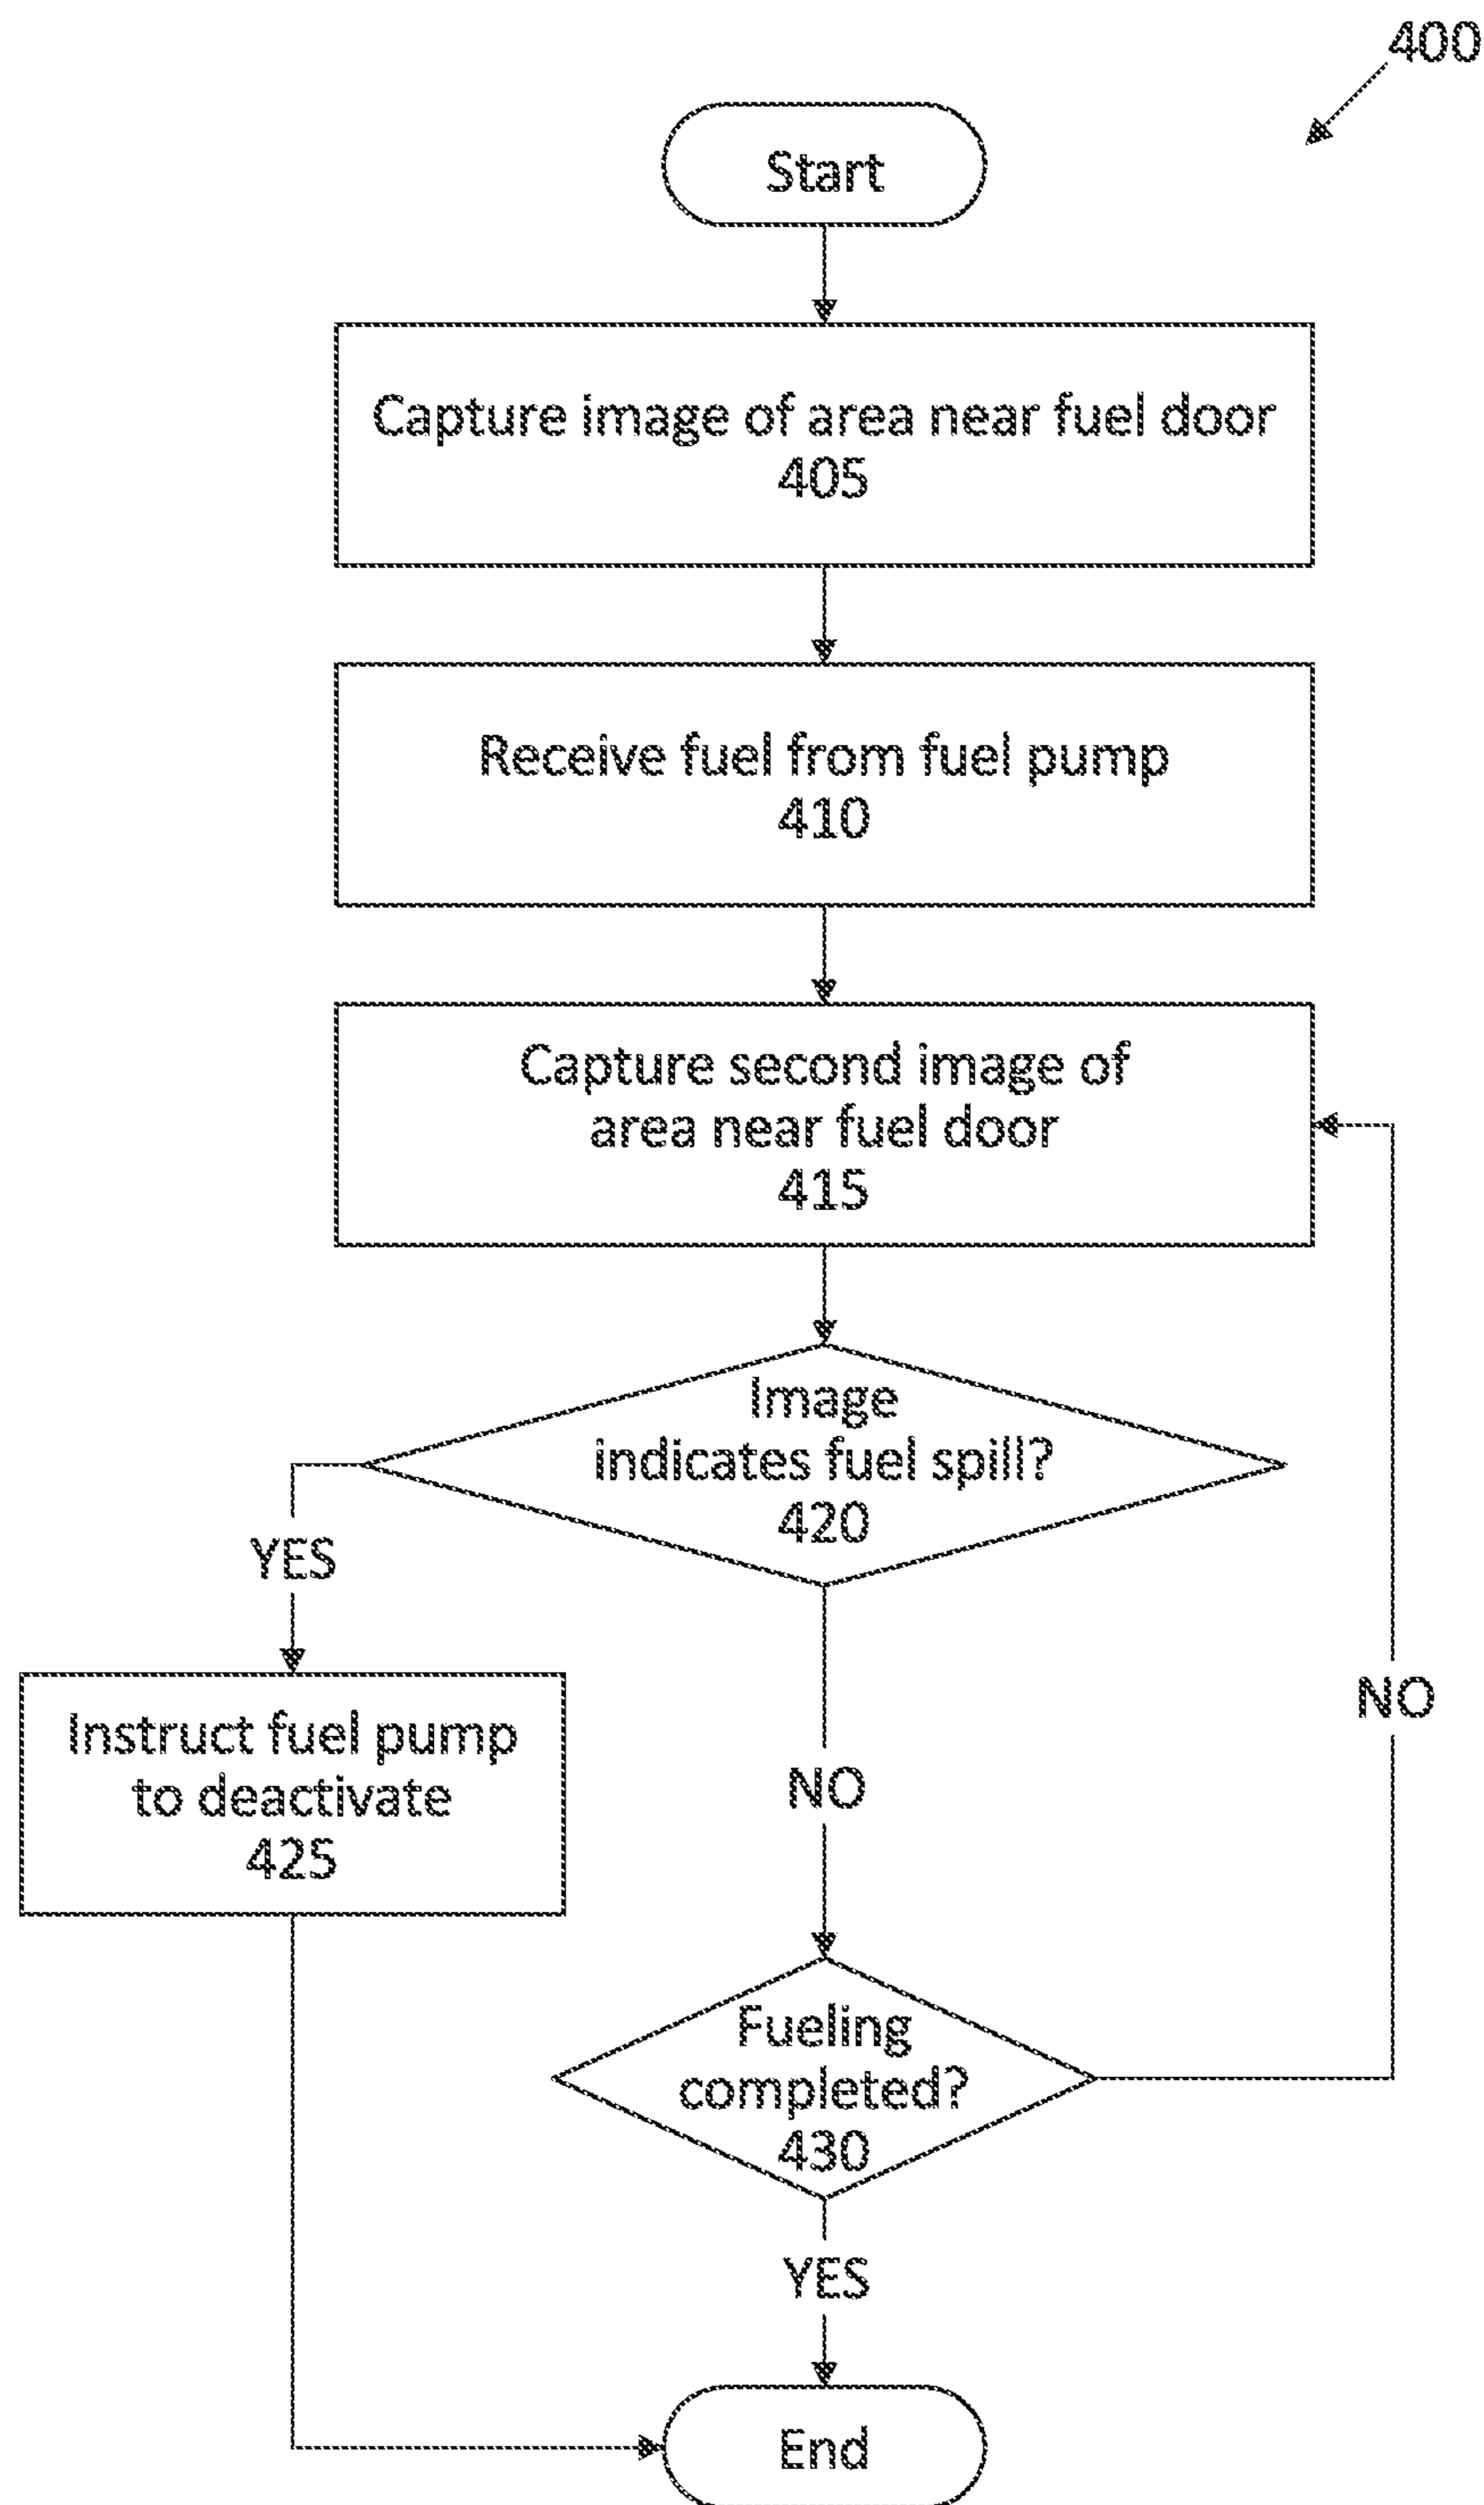 400
Start
Capture image of area near fuel door
405
Receive fuel from fuel pump
410
Capture second image of
area near fuel door
415
Image
indicates fuel spill?
420
YES
Instruct fuel pump
to deactivate
425
NO
NO
Fueling
completed?
430
YES
End